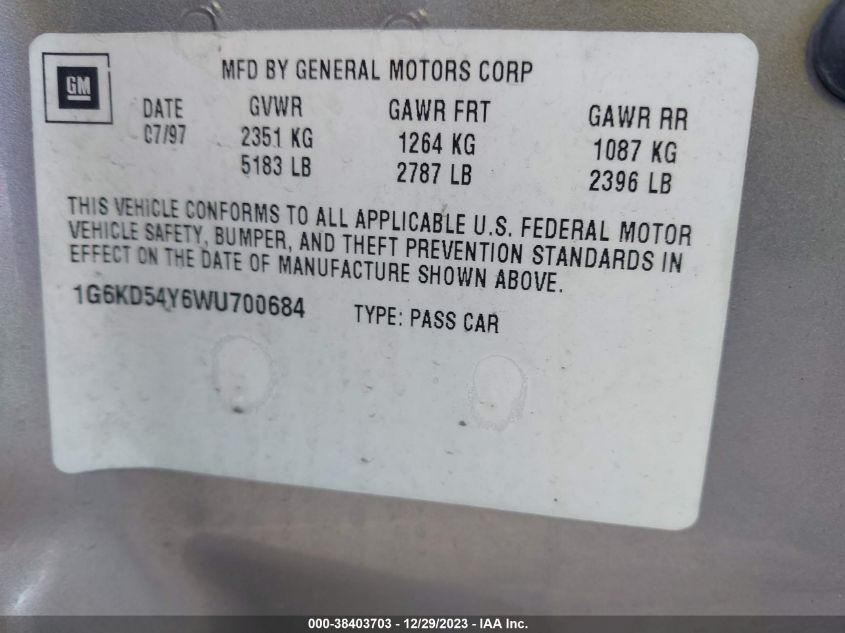 GM
MFD BY GENERAL MOTORS CORP
DATE GVWR GAWR FRT GAWR RR
C7/97 2351 KG 1264 KG 1087 KG
5183 LB 2787 LB 2396 LB
THIS VEHICLE CONFORMS TO ALL APPLICABLE U.S. FEDERAL MOTOR
VEHICLE SAFETY, BUMPER, AND THEFT PREVENTION STANDARDS IN
EFFECT ON THE DATE OF MANUFACTURE SHOWN ABOVE.
1G6KD54Y6WU700684 TYPE: PASS CAR
000-38403703 - 12/29/2023 - IAA Inc.